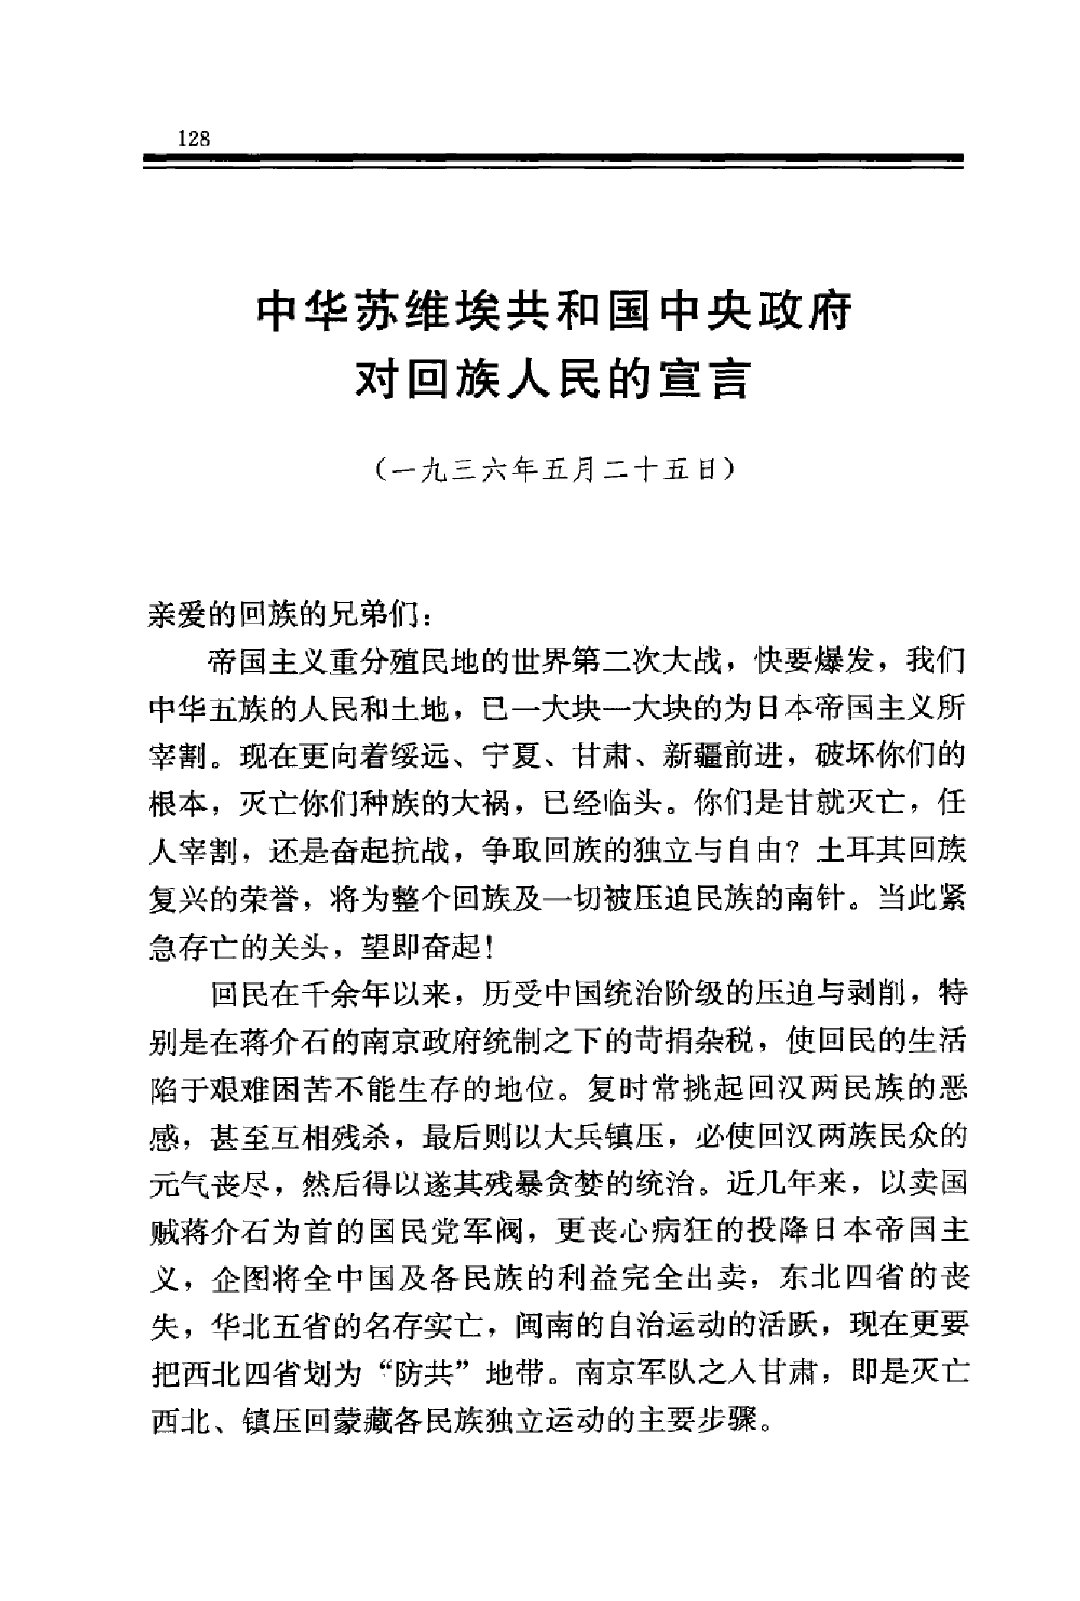 128
中华苏维埃共和国中央政府
对回族人民的宣言
（一九三六年五月二十五日）
亲爱的回族的兄弟们：
帝国主义重分殖民地的世界第二次大战，快要爆发，我们
中华五族的人民和土地，已一大块一大块的为日本帝国主义所
宰割。现在更向着绥远、宁夏、甘肃、新疆前进，破坏你们的
根本，灭亡你们种族的大祸，已经临头。你们是甘就灭亡，任
人宰割，还是奋起抗战，争取回族的独立与自由？土耳其回族
复兴的荣誉，将为整个回族及一切被压迫民族的南针。当此紧
急存亡的关头，望即奋起！
回民在千余年以来，历受中国统治阶级的压迫与剥削，特
别是在蒋介石的南京政府统制之下的苛捐杂税，使回民的生活
陷于艰难困苦不能生存的地位。复时常挑起回汉两民族的恶
感，甚至互相残杀，最后则以大兵镇压，必使回汉两族民众的
元气丧尽，然后得以遂其残暴贪婪的统治。近几年来，以卖国
贼蒋介石为首的国民党军阀，更丧心病狂的投降日本帝国主
义，企图将全中国及各民族的利益完全出卖，东北四省的丧
失，华北五省的名存实亡，闽南的自治运动的活跃，现在更要
把西北四省划为“防共”地带。南京军队之入甘肃，即是灭亡
西北、镇压回蒙藏各民族独立运动的主要步骤。